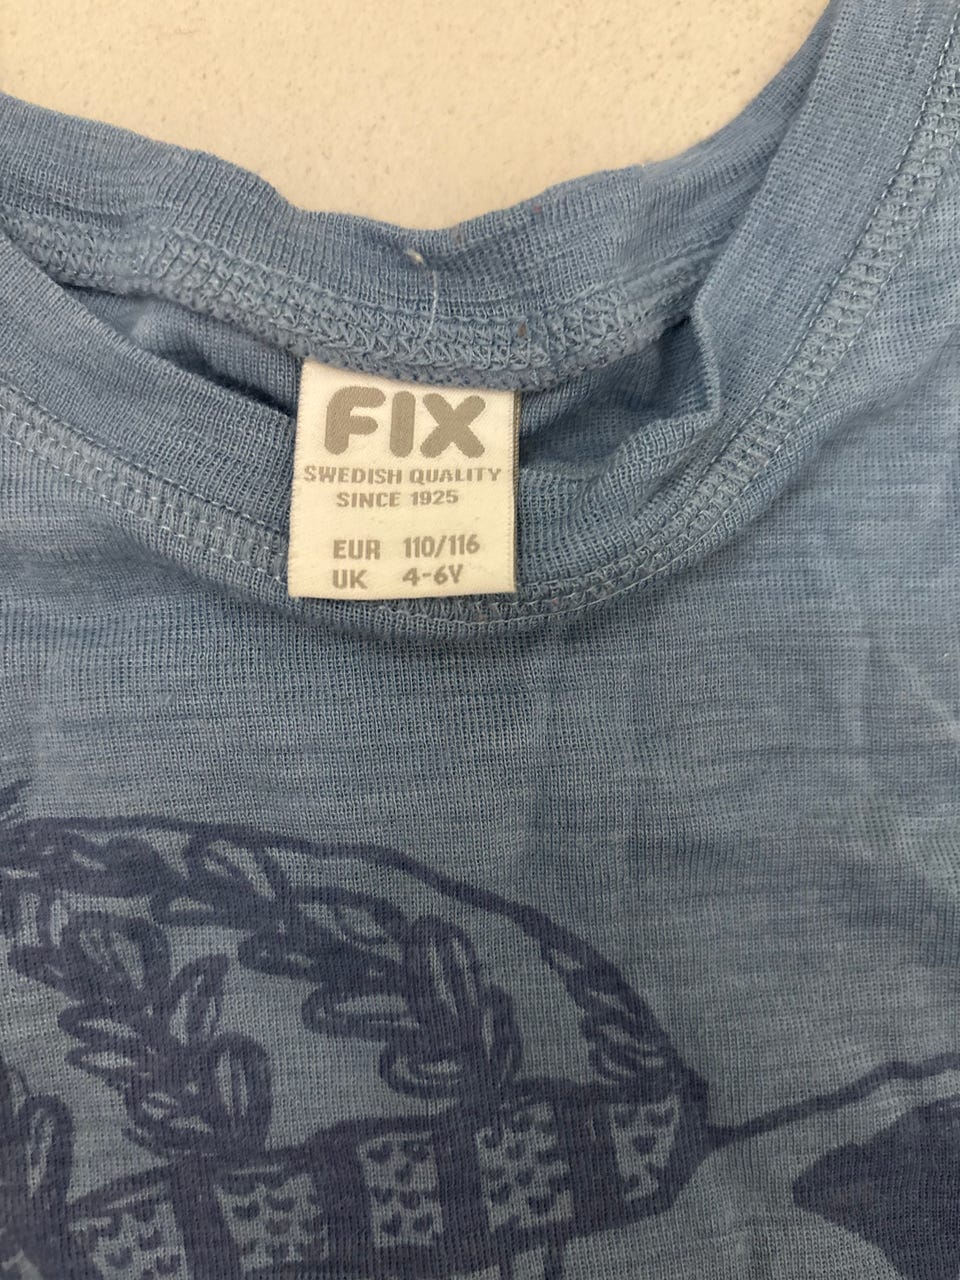 FIX
SWEDISH QUALITY
SINCE 1925
EUR 110/116
UK 4-6Y